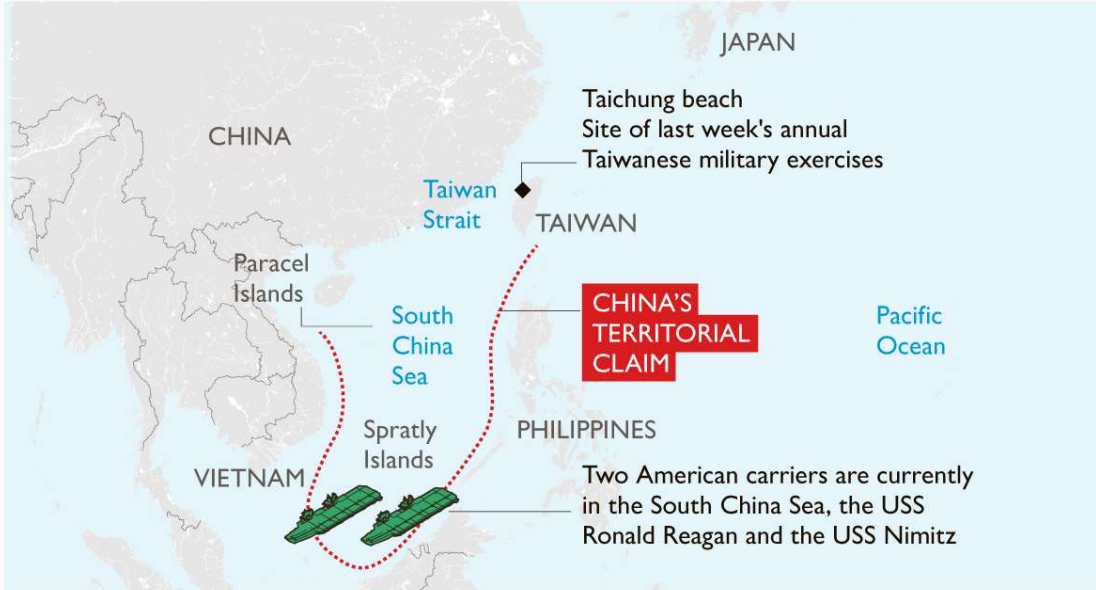 JAPAN
Taichung beach
Site of last week's annual
Taiwanese military exercises
CHINA
Taiwan
Strait
TAIWAN
Paracel
Islands
South
China
Sea
CHINA'S
TERRITORIAL
CLAIM
Pacific
Ocean
Spratly
Islands
PHILIPPINES
VIETNAM
Two American carriers are currently
in the South China Sea, the USS
Ronald Reagan and the USS Nimitz